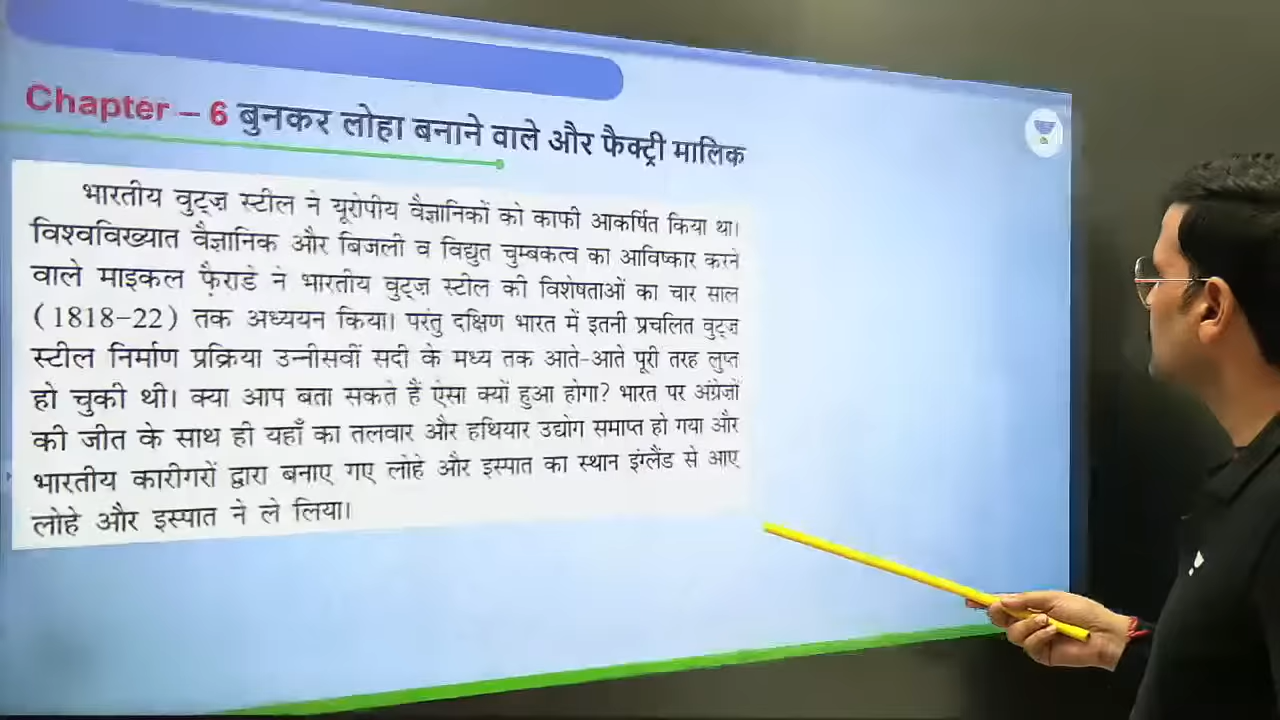 Chapter – 6 बुनकर लोहा बनाने वाले और फैक्ट्री मालिक
भारतीय वुट्ज़ स्टील ने यूरोपीय वैज्ञानिकों को काफी आकर्षित किया था।
विश्वविख्यात वैज्ञानिक और बिजली व विद्युत चुम्बकत्व का आविष्कार करने
वाले माइकल फ़ैराडे ने भारतीय वुट्ज़ स्टील की विशेषताओं का चार साल
(1818-22) तक अध्ययन किया। परंतु दक्षिण भारत में इतनी प्रचलित वुट्ज़
स्टील निर्माण प्रक्रिया उन्नीसवीं सदी के मध्य तक आते-आते पूरी तरह लुप्त
हो चुकी थी। क्या आप बता सकते हैं ऐसा क्यों हुआ होगा? भारत पर अंग्रेजों
की जीत के साथ ही यहाँ का तलवार और हथियार उद्योग समाप्त हो गया और
भारतीय कारीगरों द्वारा बनाए गए लोहे और इस्पात का स्थान इंग्लैंड से आए
लोहे और इस्पात ने ले लिया।